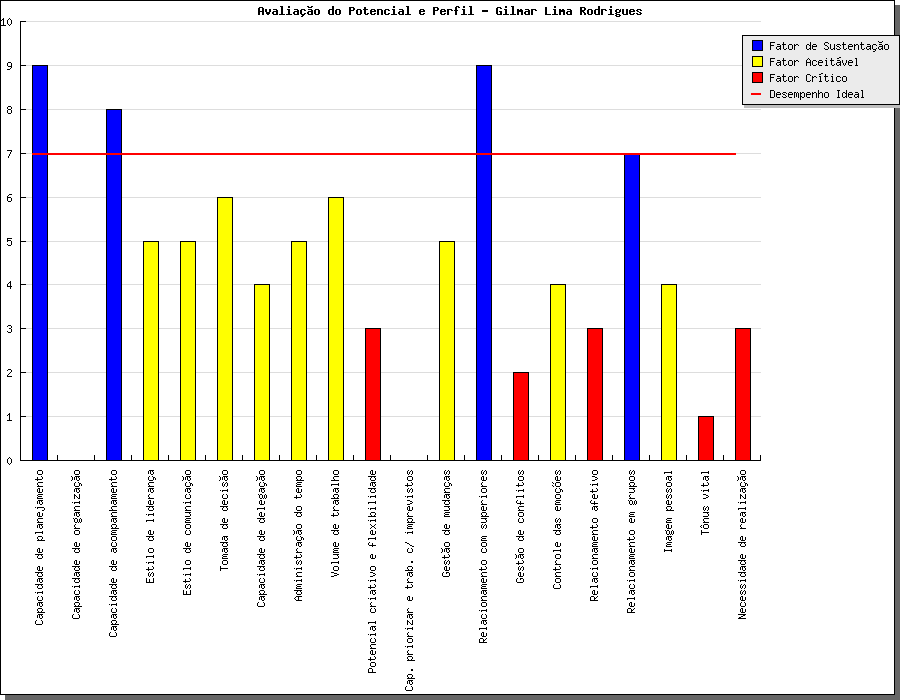 Avaliação do Potencial e Perfil - Gilmar Lima Rodrigues
Fator de Sustentação
Fator Aceitável
Fator Crítico
Desempenho Ideal
10
9
8
7
6
5
4
3
2
1
0
Capacidade de planejamento
Capacidade de organização
Capacidade de acompanhamento
Estilo de liderança
Estilo de comunicação
Tomada de decisão
Capacidade de delegação
Administração do tempo
Volume de trabalho
Potencial criativo e flexibilidade
Cap. priorizar e trab. c/ imprevistos
Gestão de mudanças
Relacionamento com superiores
Gestão de conflitos
Controle das emoções
Relacionamento afetivo
Relacionamento em grupos
Imagem pessoal
Tônus vital
Necessidade de realização